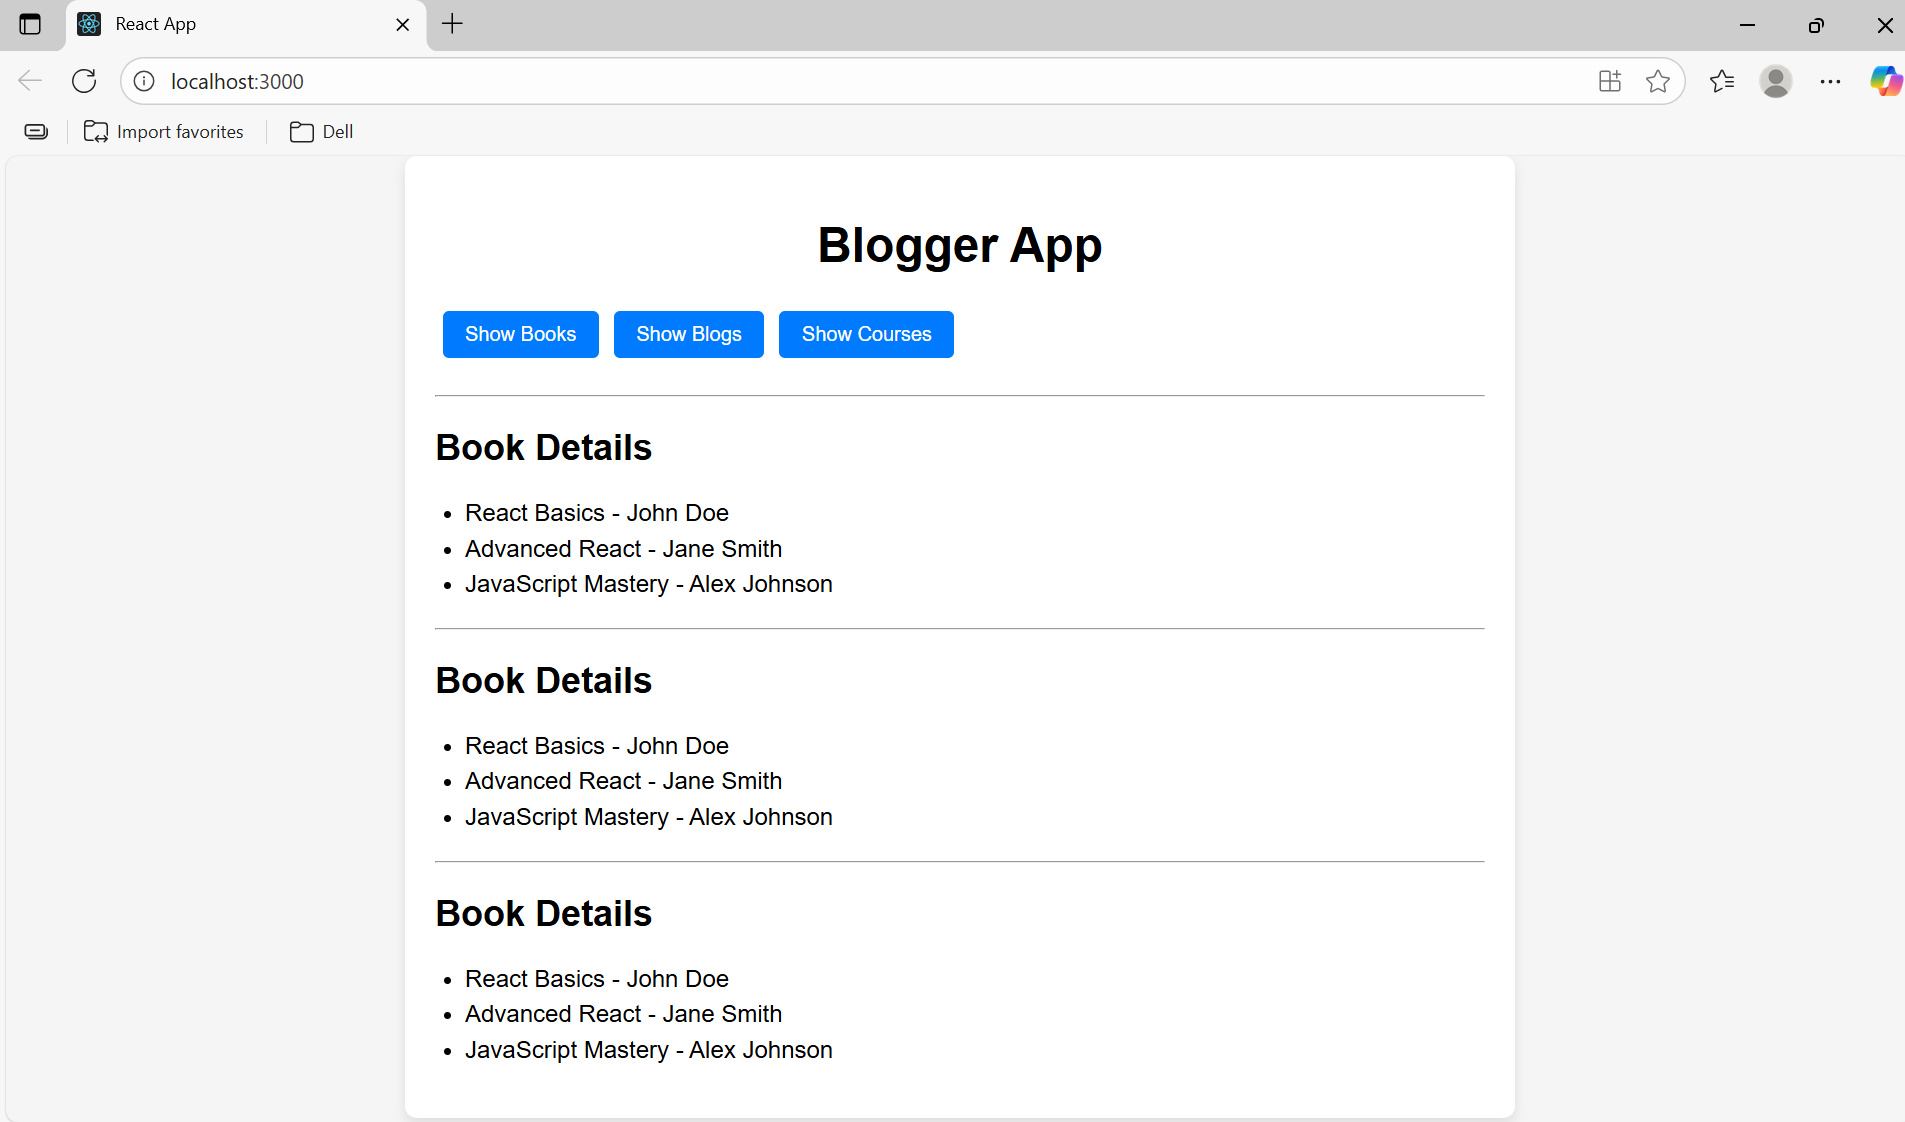 React App
localhost:3000
Import favorites Dell
Blogger App
Show Books Show Blogs Show Courses
Book Details
React Basics - John Doe
Advanced React - Jane Smith
JavaScript Mastery - Alex Johnson
Book Details
React Basics - John Doe
Advanced React - Jane Smith
JavaScript Mastery - Alex Johnson
Book Details
React Basics - John Doe
Advanced React - Jane Smith
JavaScript Mastery - Alex Johnson